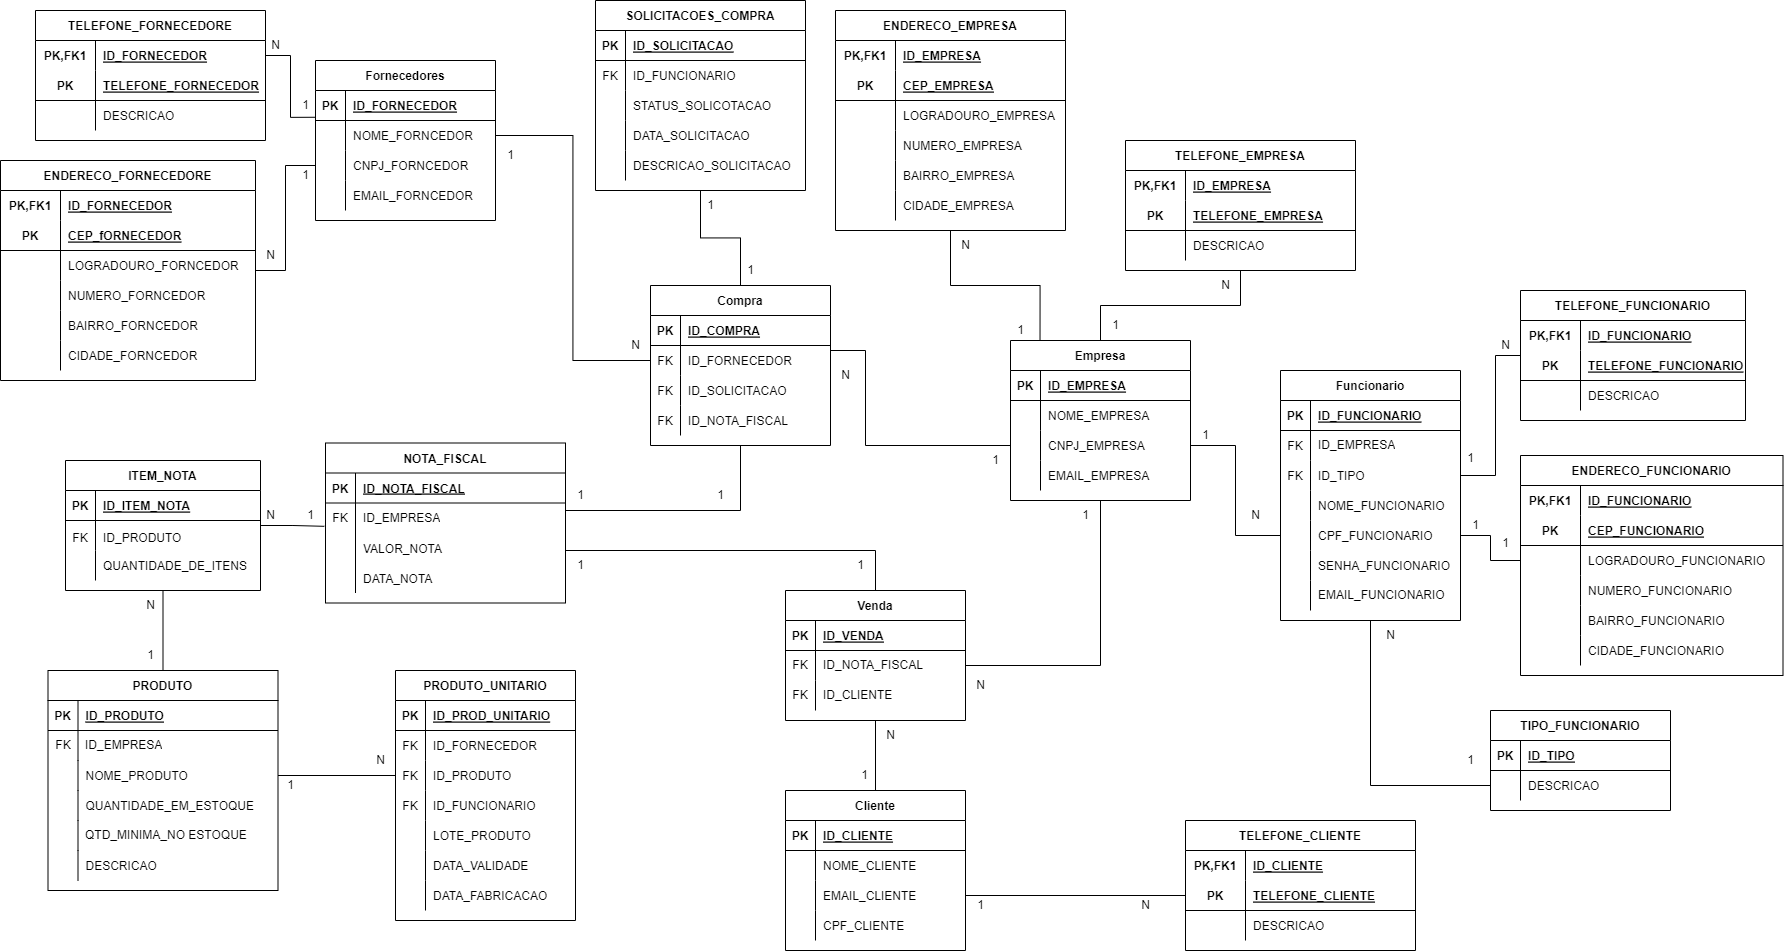 TELEFONE_FORNECEDORE
PK,FK1 ID_FORNECEDOR
PK TELEFONE_FORNECEDOR
DESCRICAO
N
1
Fornecedores
PK ID_FORNECEDOR
NOME_FORNCEDOR
CNPJ_FORNCEDOR
EMAIL_FORNCEDOR
1
1
N
ENDERECO_FORNECEDORE
PK,FK1 ID_FORNECEDOR
PK CEP_fORNECEDOR
LOGRADOURO_FORNCEDOR
NUMERO_FORNCEDOR
BAIRRO_FORNCEDOR
CIDADE_FORNCEDOR
SOLICITACOES_COMPRA
PK ID_SOLICITACAO
FK ID_FUNCIONARIO
STATUS_SOLICOTACAO
DATA_SOLICITACAO
DESCRICAO_SOLICITACAO
1
1
ENDERECO_EMPRESA
PK,FK1 ID_EMPRESA
PK CEP_EMPRESA
LOGRADOURO_EMPRESA
NUMERO_EMPRESA
BAIRRO_EMPRESA
CIDADE_EMPRESA
N
1
TELEFONE_EMPRESA
PK,FK1 ID_EMPRESA
PK TELEFONE_EMPRESA
DESCRICAO
N
1
Compra
PK ID_COMPRA
FK ID_FORNECEDOR
FK ID_SOLICITACAO
FK ID_NOTA_FISCAL
N
N
1
Empresa
PK ID_EMPRESA
NOME_EMPRESA
CNPJ_EMPRESA
EMAIL_EMPRESA
1
1
1
N
Funcionario
PK ID_FUNCIONARIO
FK ID_EMPRESA
FK ID_TIPO
NOME_FUNCIONARIO
CPF_FUNCIONARIO
SENHA_FUNCIONARIO
EMAIL_FUNCIONARIO
1
N
1
1
N
1
TELEFONE_FUNCIONARIO
PK,FK1 ID_FUNCIONARIO
PK TELEFONE_FUNCIONARIO
DESCRICAO
ENDERECO_FUNCIONARIO
PK,FK1 ID_FUNCIONARIO
PK CEP_FUNCIONARIO
LOGRADOURO_FUNCIONARIO
NUMERO_FUNCIONARIO
BAIRRO_FUNCIONARIO
CIDADE_FUNCIONARIO
TIPO_FUNCIONARIO
PK ID_TIPO
DESCRICAO
ITEM_NOTA
PK ID_ITEM_NOTA
FK ID_PRODUTO
QUANTIDADE_DE_ITENS
N
1
N
1
NOTA_FISCAL
PK ID_NOTA_FISCAL
FK ID_EMPRESA
VALOR_NOTA
DATA_NOTA
1
1
1
Venda
PK ID_VENDA
FK ID_NOTA_FISCAL
FK ID_CLIENTE
N
N
1
PRODUTO
PK ID_PRODUTO
FK ID_EMPRESA
NOME_PRODUTO
QUANTIDADE_EM_ESTOQUE
QTD_MINIMA_NO ESTOQUE
DESCRICAO
1
N
PRODUTO_UNITARIO
PK ID_PROD_UNITARIO
FK ID_FORNECEDOR
FK ID_PRODUTO
FK ID_FUNCIONARIO
LOTE_PRODUTO
DATA_VALIDADE
DATA_FABRICACAO
Cliente
PK ID_CLIENTE
NOME_CLIENTE
EMAIL_CLIENTE
CPF_CLIENTE
1
N
TELEFONE_CLIENTE
PK,FK1 ID_CLIENTE
PK TELEFONE_CLIENTE
DESCRICAO